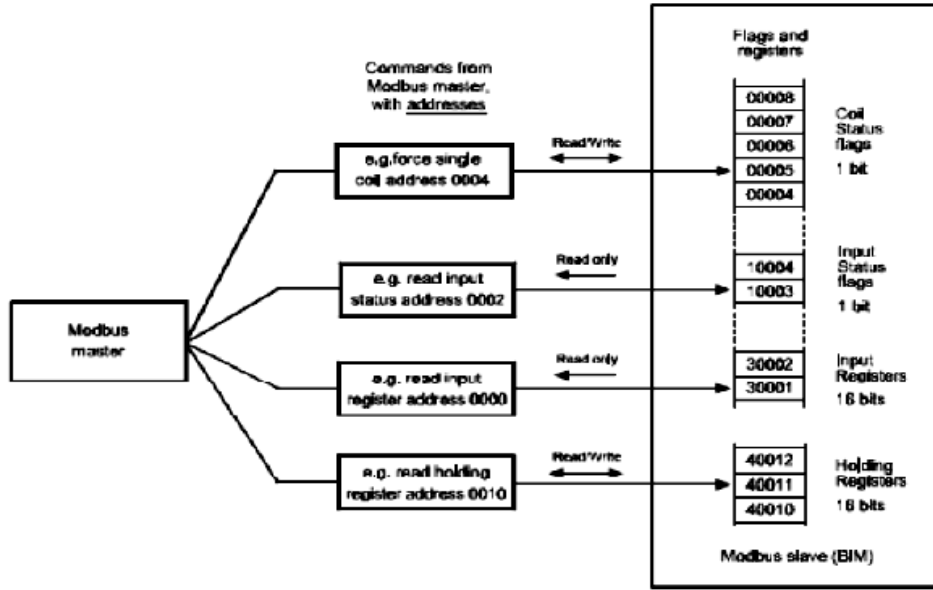 Flags and
registers
Commands from
Modbus master,
with addresses
00008
00007
00006
00005
00004
Coil
Status
flags
1 bit
Read/Write
e.g.force single
coil address 0004
Input
Status
flags
1 bit
10004
10003
Read only
e.g. read input
status address 0002
Modbus
master
Read only
e.g. read input
register address 0000
30002
30001
Input
Registers
16 bits
Read/Write
e.g. read holding
register address 0010
40012
40011
40010
Holding
Registers
16 bits
Modbus slave (BIM)